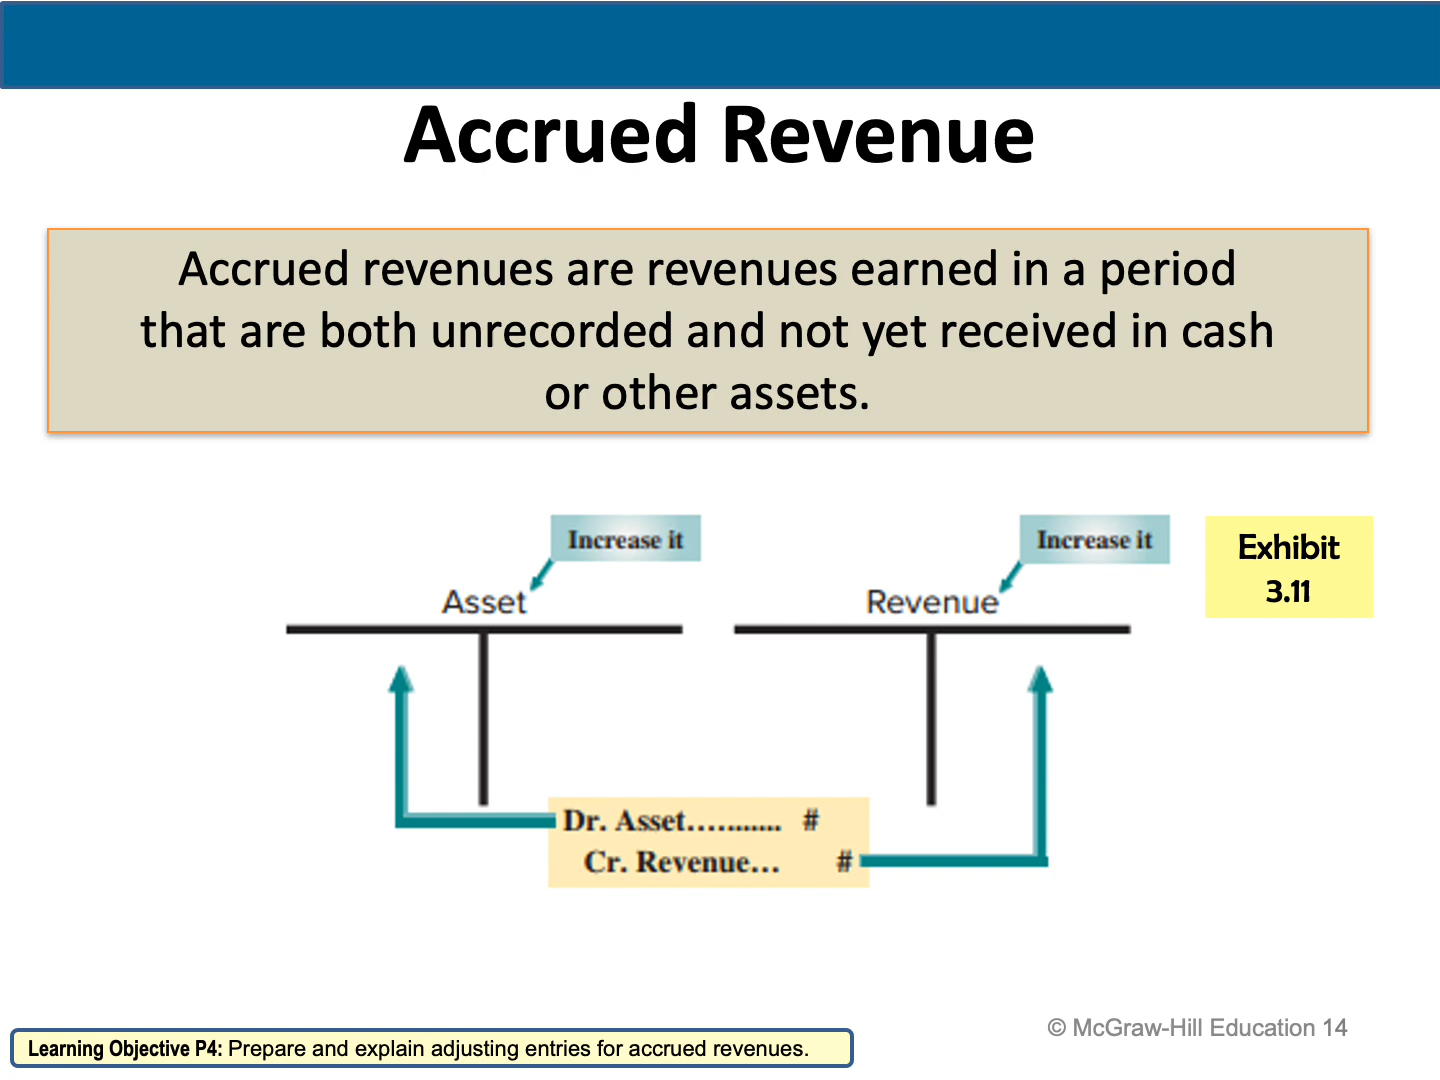 Accrued Revenue
Accrued revenues are revenues earned in a period
that are both unrecorded and not yet received in cash
or other assets.
Increase it
Increase it
Exhibit
3.11
Asset
Revenue
Dr. Asset............ #
Cr. Revenue... #
© McGraw-Hill Education 14
Learning Objective P4: Prepare and explain adjusting entries for accrued revenues.